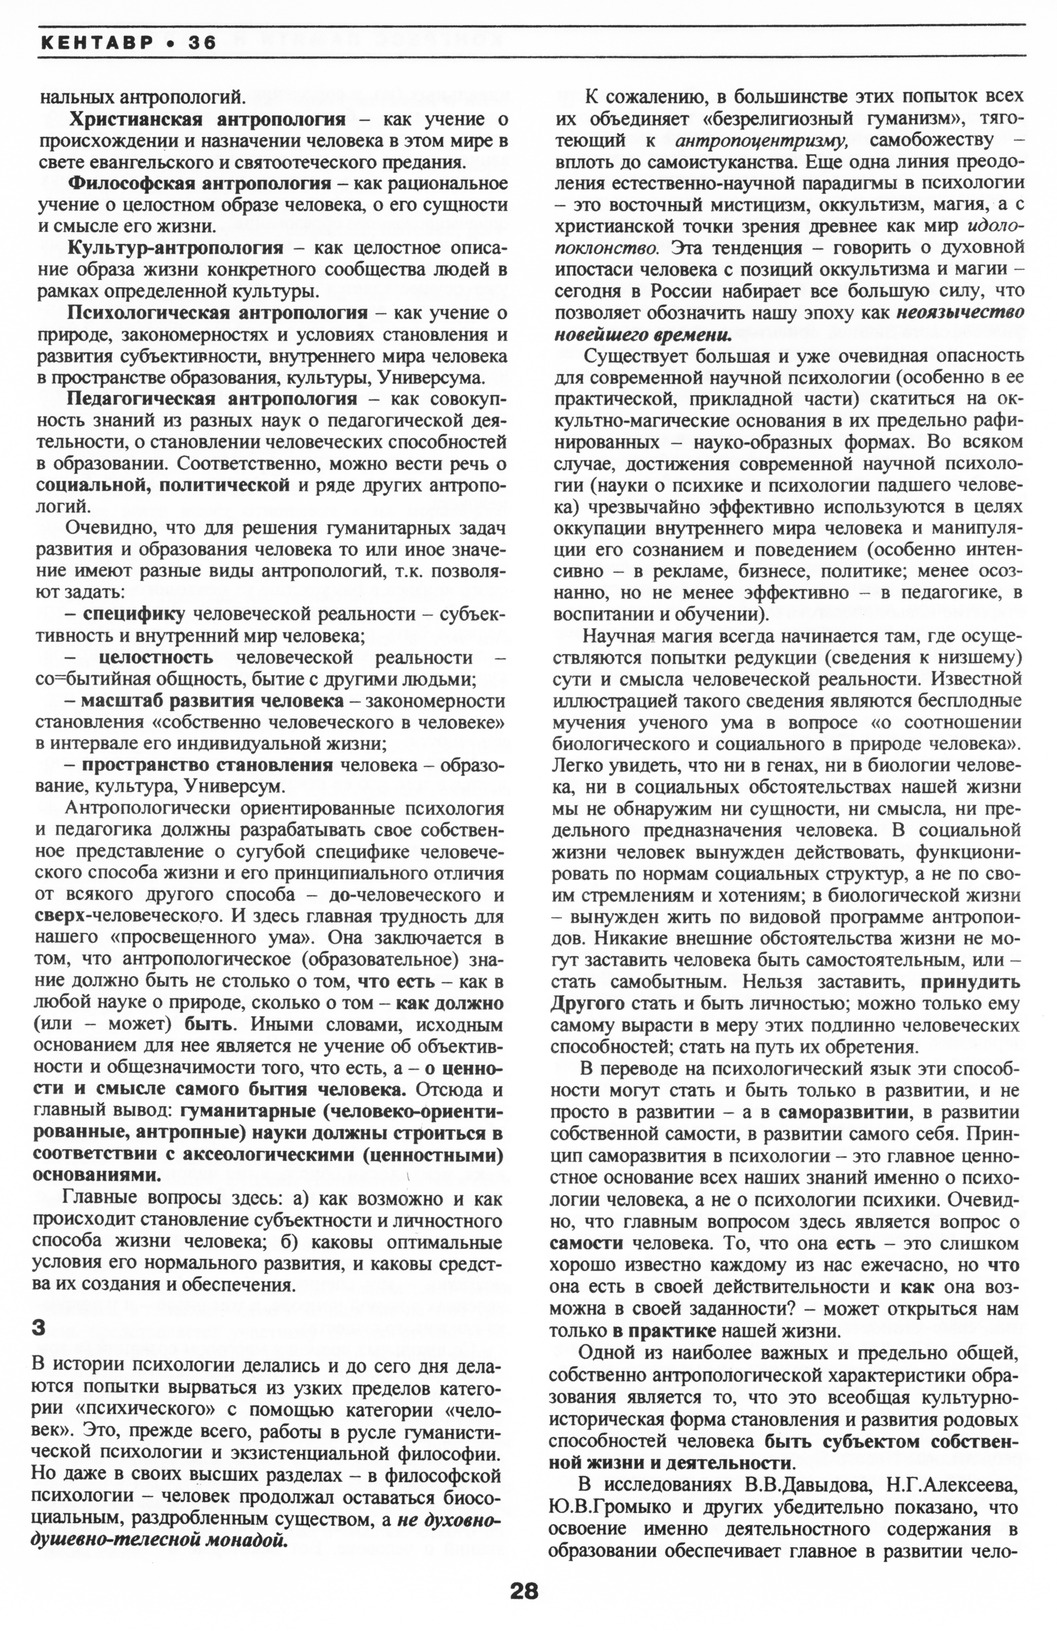 КЕНТАВР • 36
нальных антропологий.
Христианская антропология – как учение о
происхождении и назначении человека в этом мире в
свете евангельского и святоотеческого предания.
Философская антропология – как рациональное
учение о целостном образе человека, о его сущности
и смысле его жизни.
Культур-антропология – как целостное описа-
ние образа жизни конкретного сообщества людей в
рамках определенной культуры.
Психологическая антропология – как учение о
природе, закономерностях и условиях становления и
развития субъективности, внутреннего мира человека
в пространстве образования, культуры, Универсума.
Педагогическая антропология – как совокуп-
ность знаний из разных наук о педагогической дея-
тельности, о становлении человеческих способностей
в образовании. Соответственно, можно вести речь о
социальной, политической и ряде других антропо-
логий.
Очевидно, что для решения гуманитарных задач
развития и образования человека то или иное значе-
ние имеют разные виды антропологий, т.к. позволя-
ют задать:
– специфику человеческой реальности – субъек-
тивность и внутренний мир человека;
– целостность человеческой реальности –
со=бытийная общность, бытие с другими людьми;
– масштаб развития человека – закономерности
становления «собственно человеческого в человеке»
в интервале его индивидуальной жизни;
– пространство становления человека – образо-
вание, культура, Универсум.
Антропологически ориентированные психология
и педагогика должны разрабатывать свое собствен-
ное представление о сугубой специфике человече-
ского способа жизни и его принципиального отличия
от всякого другого способа – до-человеческого и
сверх-человеческого. И здесь главная трудность для
нашего «просвещенного ума». Она заключается в
том, что антропологическое (образовательное) зна-
ние должно быть не столько о том, что есть – как в
любой науке о природе, сколько о том – как должно
(или – может) быть. Иными словами, исходным
основанием для нее является не учение об объектив-
ности и общезначимости того, что есть, а – о ценно-
сти и смысле самого бытия человека. Отсюда и
главный вывод: гуманитарные (человеко-ориенти-
рованные, антропные) науки должны строиться в
соответствии с аксеологическими (ценностными)
основаниями.
Главные вопросы здесь: а) как возможно и как
происходит становление субъектности и личностного
способа жизни человека; б) каковы оптимальные
условия его нормального развития, и каковы средст-
ва их создания и обеспечения.
3
В истории психологии делались и до сего дня дела-
ются попытки вырваться из узких пределов катего-
рии «психического» с помощью категории «чело-
век». Это, прежде всего, работы в русле гуманисти-
ческой психологии и экзистенциальной философии.
Но даже в своих высших разделах – в философской
психологии – человек продолжал оставаться биосо-
циальным, раздробленным существом, а не духовно-
душевно-телесной монадой.
К сожалению, в большинстве этих попыток всех
их объединяет «безрелигиозный гуманизм», тяго-
теющий к антропоцентризму, самобожеству –
вплоть до самоистуканства. Еще одна линия преодо-
ления естественно-научной парадигмы в психологии
– это восточный мистицизм, оккультизм, магия, а с
христианской точки зрения древнее как мир идоло-
поклонство. Эта тенденция – говорить о духовной
ипостаси человека с позиций оккультизма и магии –
сегодня в России набирает все большую силу, что
позволяет обозначить нашу эпоху как неоязычество
новейшего времени.
Существует большая и уже очевидная опасность
для современной научной психологии (особенно в ее
практической, прикладной части) скатиться на ок-
культно-магические основания в их предельно рафи-
нированных – науко-образных формах. Во всяком
случае, достижения современной научной психоло-
гии (науки о психике и психологии падшего челове-
ка) чрезвычайно эффективно используются в целях
оккупации внутреннего мира человека и манипуля-
ции его сознанием и поведением (особенно интен-
сивно – в рекламе, бизнесе, политике; менее осоз-
нанно, но не менее эффективно – в педагогике, в
воспитании и обучении).
Научная магия всегда начинается там, где осуще-
ствляются попытки редукции (сведения к низшему)
сути и смысла человеческой реальности. Известной
иллюстрацией такого сведения являются бесплодные
мучения ученого ума в вопросе «о соотношении
биологического и социального в природе человека».
Легко увидеть, что ни в генах, ни в биологии челове-
ка, ни в социальных обстоятельствах нашей жизни
мы не обнаружим ни сущности, ни смысла, ни пре-
дельного предназначения человека. В социальной
жизни человек вынужден действовать, функциони-
ровать по нормам социальных структур, а не по сво-
им стремлениям и хотениям; в биологической жизни
– вынужден жить по видовой программе антропои-
дов. Никакие внешние обстоятельства жизни не мо-
гут заставить человека быть самостоятельным, или –
стать самобытным. Нельзя заставить, принудить
Другого стать и быть личностью; можно только ему
самому вырасти в меру этих подлинно человеческих
способностей; стать на путь их обретения.
В переводе на психологический язык эти способ-
ности могут стать и быть только в развитии, и не
просто в развитии – а в саморазвитии, в развитии
собственной самости, в развитии самого себя. Прин-
цип саморазвития в психологии – это главное ценно-
стное основание всех наших знаний именно о психо-
логии человека, а не о психологии психики. Очевид-
но, что главным вопросом здесь является вопрос о
самости человека. То, что она есть – это слишком
хорошо известно каждому из нас ежечасно, но что
она есть в своей действительности и как она воз-
можна в своей заданности? – может открыться нам
только в практике нашей жизни.
Одной из наиболее важных и предельно общей,
собственно антропологической характеристики обра-
зования является то, что это всеобщая культурно-
историческая форма становления и развития родовых
способностей человека быть субъектом собствен-
ной жизни и деятельности.
В исследованиях В.В.Давыдова, Н.Г.Алексеева,
Ю.В.Громыко и других убедительно показано, что
освоение именно деятельностного содержания в
образовании обеспечивает главное в развитии чело-
28